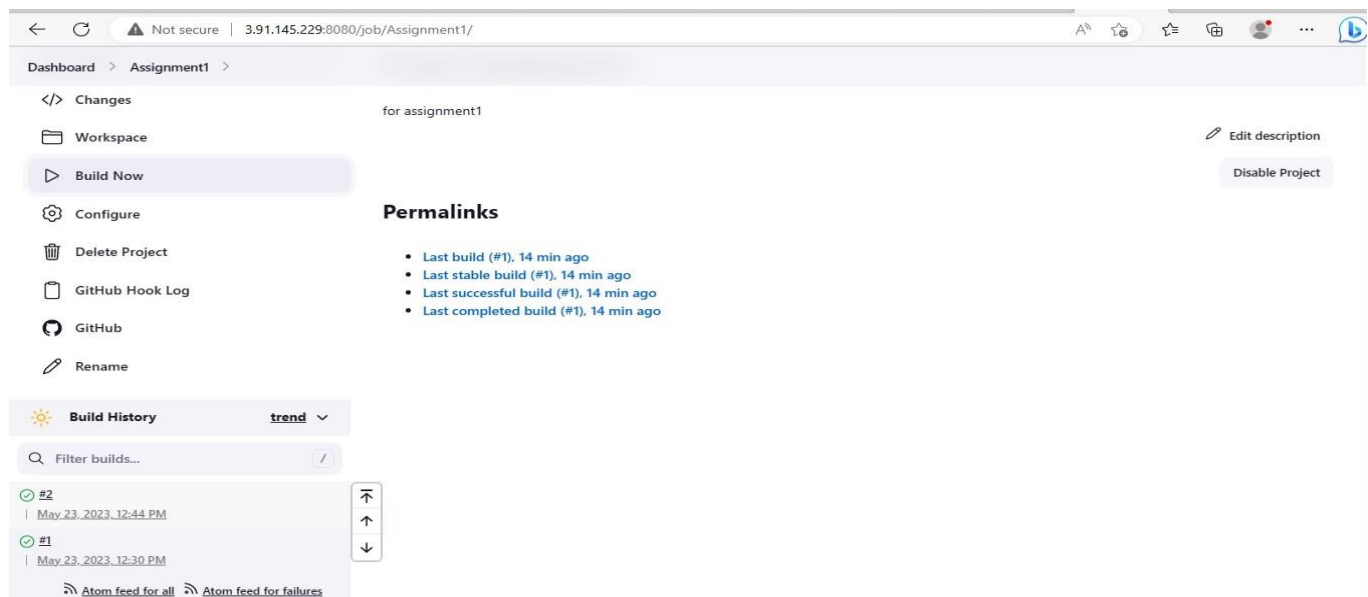 Not secure | 3.91.145.229:8080/job/Assignment1/
Dashboard > Assignment1 >
</> Changes
Workspace
Build Now
Configure
Delete Project
GitHub Hook Log
GitHub
Rename
Build History trend
Filter builds... /
#2
May 23, 2023, 12:44 PM
#1
May 23, 2023, 12:30 PM
Atom feed for all Atom feed for failures
for assignment1
Edit description
Disable Project
Permalinks
• Last build (#1), 14 min ago
• Last stable build (#1), 14 min ago
• Last successful build (#1), 14 min ago
• Last completed build (#1), 14 min ago